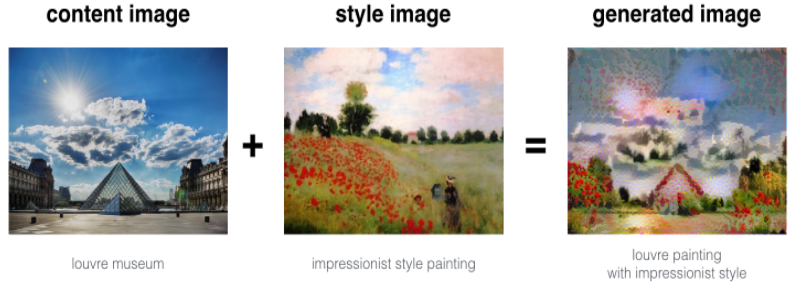 content image
style image
generated image
+
=
louvre museum
impressionist style painting
louvre painting
with impressionist style